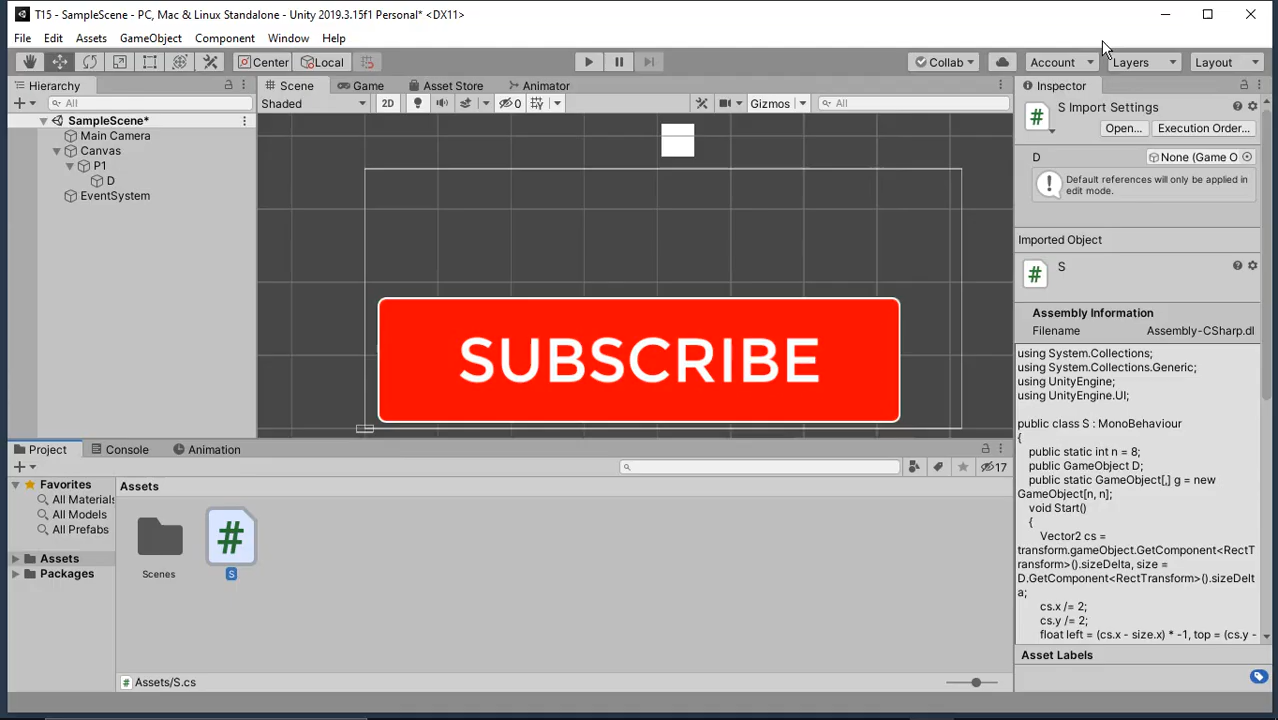 T15 - SampleScene - PC, Mac & Linux Standalone - Unity 2019.3.15f1 Personal* <DX11>
File Edit Assets GameObject Component Window Help
Center Local Collab Account Layers Layout
Hierarchy
All
SampleScene*
Main Camera
Canvas
P1
D
EventSystem
Scene Game Asset Store Animator
Shaded 2D 0 Gizmos All
SUBSCRIBE
Inspector
S Import Settings
Open... Execution Order...
D None (Game O
Default references will only be applied in
edit mode.
Imported Object
S
Assembly Information
Filename Assembly-CSharp.dl
using System.Collections;
using System.Collections.Generic;
using UnityEngine;
using UnityEngine.UI;
public class S : MonoBehaviour
{
public static int n = 8;
public GameObject D;
public static GameObject[,] g = new
GameObject[n, n];
void Start()
{
Vector2 cs =
transform.gameObject.GetComponent<RectT
ransform>().sizeDelta, size =
D.GetComponent<RectTransform>().sizeDelt
a;
cs.x /= 2;
cs.y /= 2;
float left = (cs.x - size.x) * -1, top = (cs.y -
Asset Labels
Project Console Animation
17
Favorites
All Materials
All Models
All Prefabs
Assets
Packages
Assets
Scenes
S
Assets/S.cs